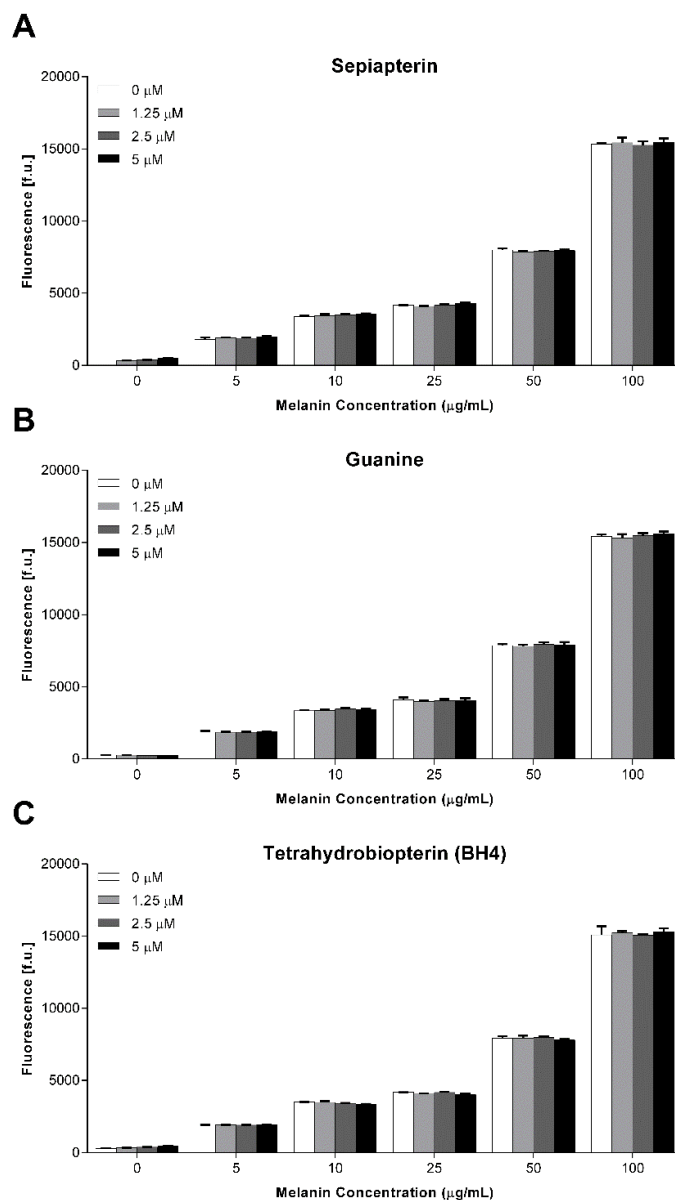 A
Sepiapterin
20000
15000
10000
5000
0
Fluorescence [f.u.]
0 μM
1.25 μM
2.5 μM
5 μM
0 5 10 25 50 100
Melanin Concentration (μg/mL)
B
Guanine
20000
15000
10000
5000
0
Fluorescence [f.u.]
0 μM
1.25 μM
2.5 μM
5 μM
0 5 10 25 50 100
Melanin Concentration (μg/mL)
C
Tetrahydrobiopterin (BH4)
20000
15000
10000
5000
0
Fluorescence [f.u.]
0 μM
1.25 μM
2.5 μM
5 μM
0 5 10 25 50 100
Melanin Concentration (μg/mL)